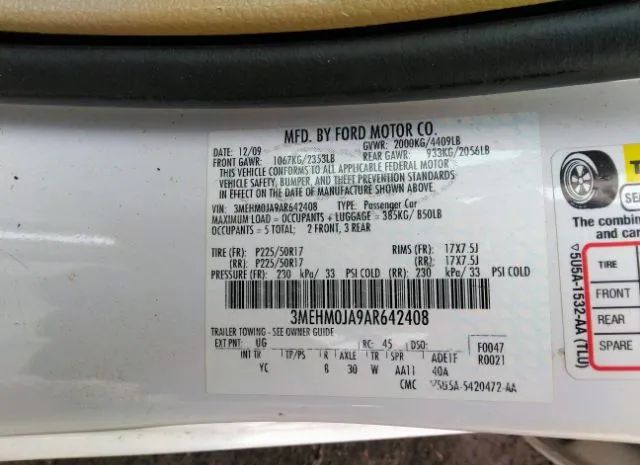 MFD. BY FORD MOTOR CO.
DATE: 12/09 GVWR: 2000KG/4409LB
FRONT GAWR: 1067KG/2353LB REAR GAWR: 933KG/2056LB
THIS VEHICLE CONFORMS TO ALL APPLICABLE FEDERAL MOTOR
VEHICLE SAFETY, BUMPER, AND THEFT PREVENTION STANDARDS
IN EFFECT ON THE DATE OF MANUFACTURE SHOWN ABOVE.
VIN: 3MEHM0JA9AR642408 TYPE: Passenger Car
MAXIMUM LOAD = OCCUPANTS + LUGGAGE = 385KG/ 850LB
OCCUPANTS = 5 TOTAL; 2 FRONT, 3 REAR
TIRE (FR): P225/50R17 RIMS (FR): 17X7.5J
(RR): P225/50R17 (RR): 17X7.5J
PRESSURE (FR): 230 kPa/ 33 PSI COLD (RR): 230 kPa/ 33 PSI COLD
3MEHM0JA9AR642408
TRAILER TOWING - SEE OWNER GUIDE
EXT PNT: UG RC: 45 DSO: F0047
INT TR TP/PS R AXLE TR SPR ADE1F R0021
YC 30 W AA11 40A
CMC ▽5U5A-5420472-AA
▽5U5A-1532-AA (TLU)
The combin
and car
TIRE
FRONT
REAR
SPARE